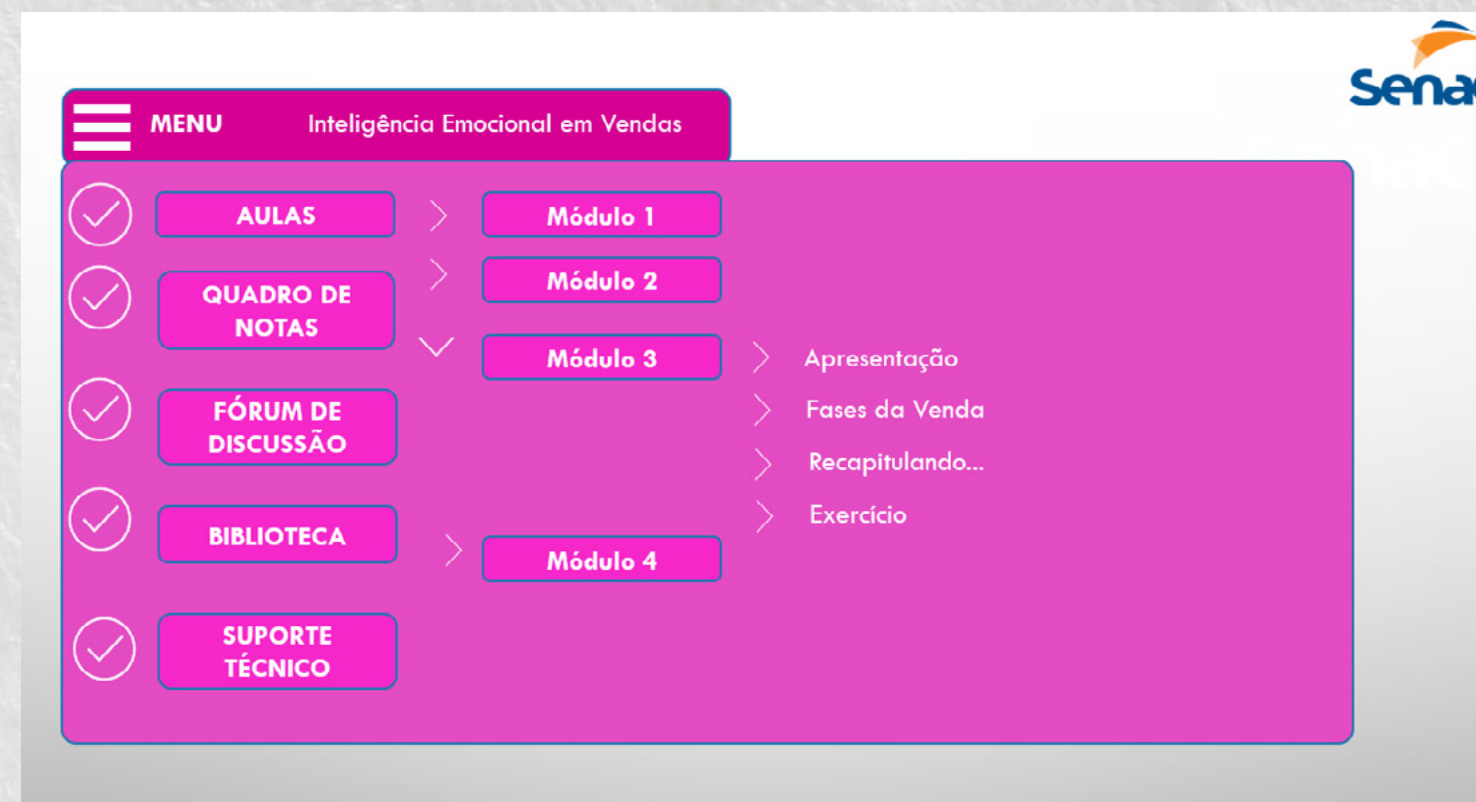 Senac
MENU
Inteligência Emocional em Vendas
AULAS
QUADRO DE
NOTAS
FÓRUM DE
DISCUSSÃO
BIBLIOTECA
SUPORTE
TÉCNICO
Módulo 1
Módulo 2
Módulo 3
Apresentação
Fases da Venda
Recapitulando...
Exercício
Módulo 4